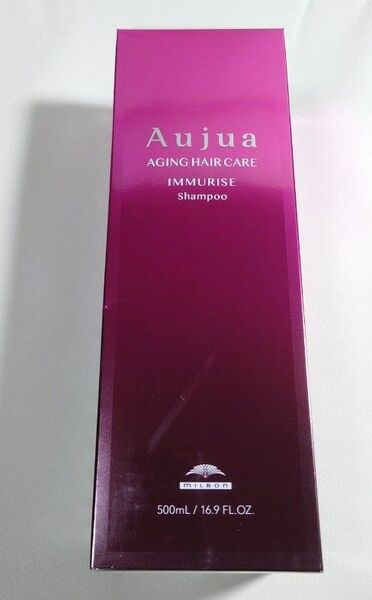 Aujua
AGING HAIR CARE
IMMURISE
Shampoo
MILBON
500mL / 16.9 FL.OZ.